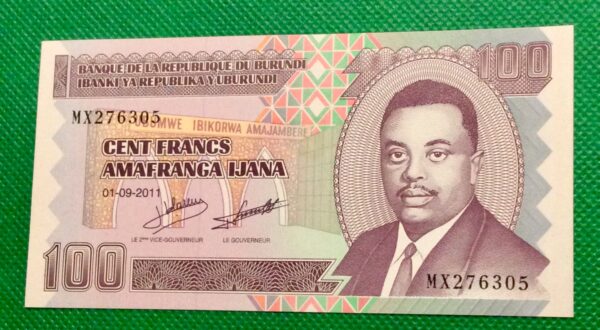 100
BANQUE DE LA REPUBLIQUE DU BURUNDI
IBANKI YA REPUBLIKA Y'UBURUNDI
MX276305
IBIKORWA AMAJAMBERE
CENT FRANCS
AMAFRANGA IJANA
01-09-2011
LE 2ÈME VICE-GOUVERNEUR LE GOUVERNEUR
100
MX276305